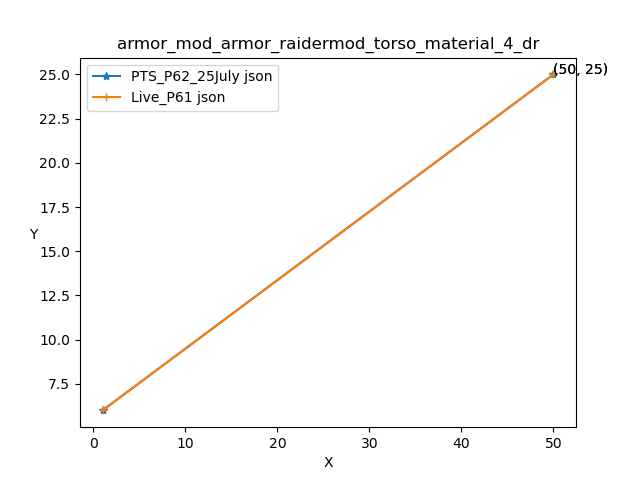 armor_mod_armor_raidermod_torso_material_4_dr
PTS_P62_25July json
Live_P61 json
(50, 25)
25.0
22.5
20.0
17.5
15.0
12.5
10.0
7.5
Y
0 10 20 30 40 50
X